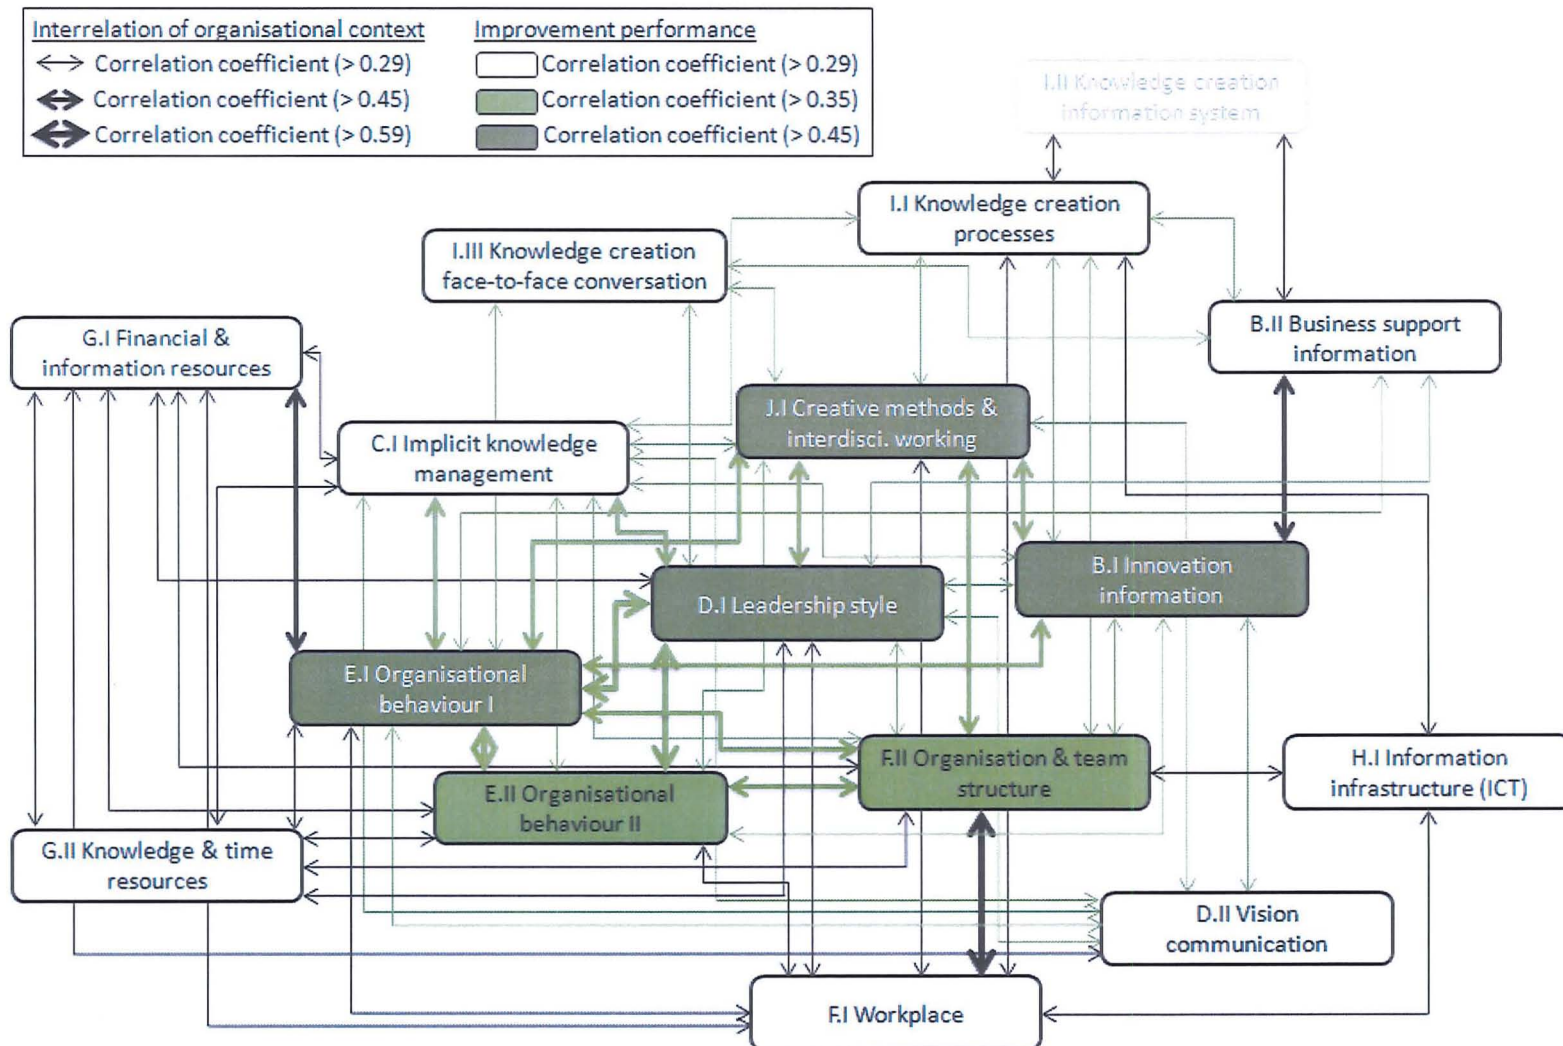 Interrelation of organisational context
Correlation coefficient (> 0.29)
Correlation coefficient (> 0.45)
Correlation coefficient (> 0.59)
Improvement performance
Correlation coefficient (> 0.29)
Correlation coefficient (> 0.35)
Correlation coefficient (> 0.45)
I.II Knowledge creation
information system
I.I Knowledge creation
processes
I.III Knowledge creation
face-to-face conversation
B.II Business support
information
G.I Financial &
information resources
J.I Creative methods &
interdisci. working
C.I Implicit knowledge
management
B.I Innovation
information
D.I Leadership style
E.I Organisational
behaviour I
F.II Organisation & team
structure
H.I Information
infrastructure (ICT)
E.II Organisational
behaviour II
G.II Knowledge & time
resources
D.II Vision
communication
F.I Workplace